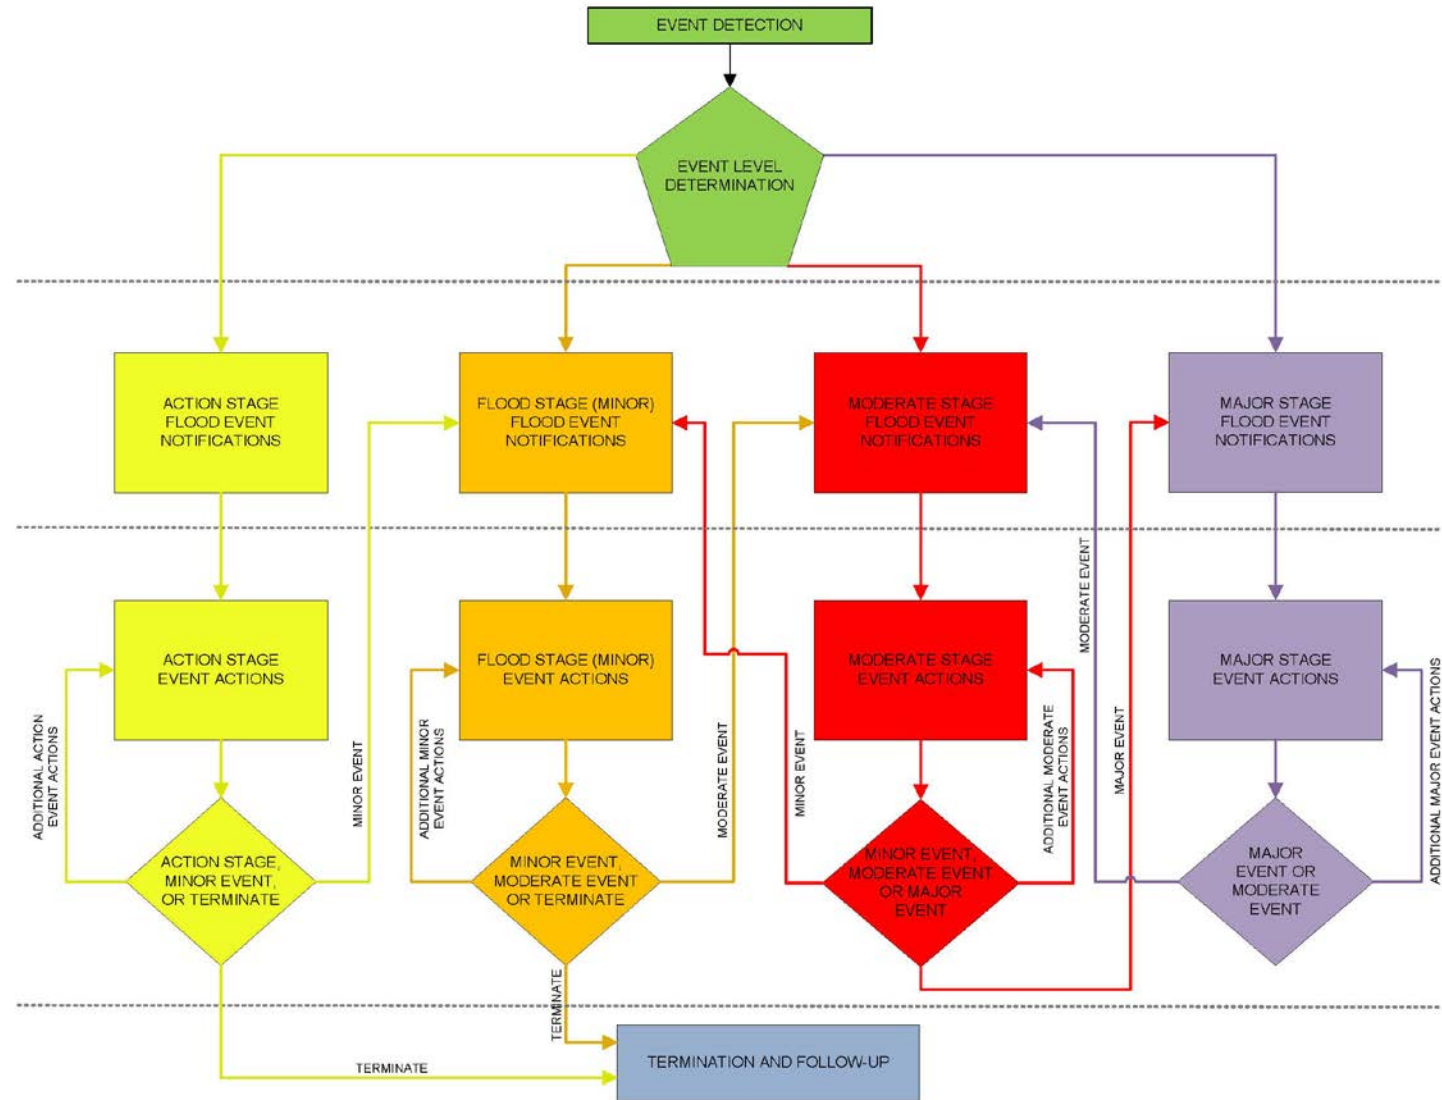 EVENT DETECTION
EVENT LEVEL
DETERMINATION
ACTION STAGE
FLOOD EVENT
NOTIFICATIONS
FLOOD STAGE (MINOR)
FLOOD EVENT
NOTIFICATIONS
MODERATE STAGE
FLOOD EVENT
NOTIFICATIONS
MAJOR STAGE
FLOOD EVENT
NOTIFICATIONS
ACTION STAGE
EVENT ACTIONS
FLOOD STAGE (MINOR)
EVENT ACTIONS
MODERATE STAGE
EVENT ACTIONS
MAJOR STAGE
EVENT ACTIONS
ADDITIONAL ACTION
EVENT ACTIONS
MINOR EVENT
ADDITIONAL MINOR
EVENT ACTIONS
MODERATE EVENT
MINOR EVENT
ADDITIONAL MODERATE
EVENT ACTIONS
MAJOR EVENT
MODERATE EVENT
ADDITIONAL MAJOR EVENT ACTIONS
ACTION STAGE,
MINOR EVENT,
OR TERMINATE
MINOR EVENT,
MODERATE EVENT
OR TERMINATE
MINOR EVENT,
MODERATE EVENT
OR MAJOR
EVENT
MAJOR
EVENT OR
MODERATE
EVENT
TERMINATE
TERMINATE
TERMINATION AND FOLLOW-UP